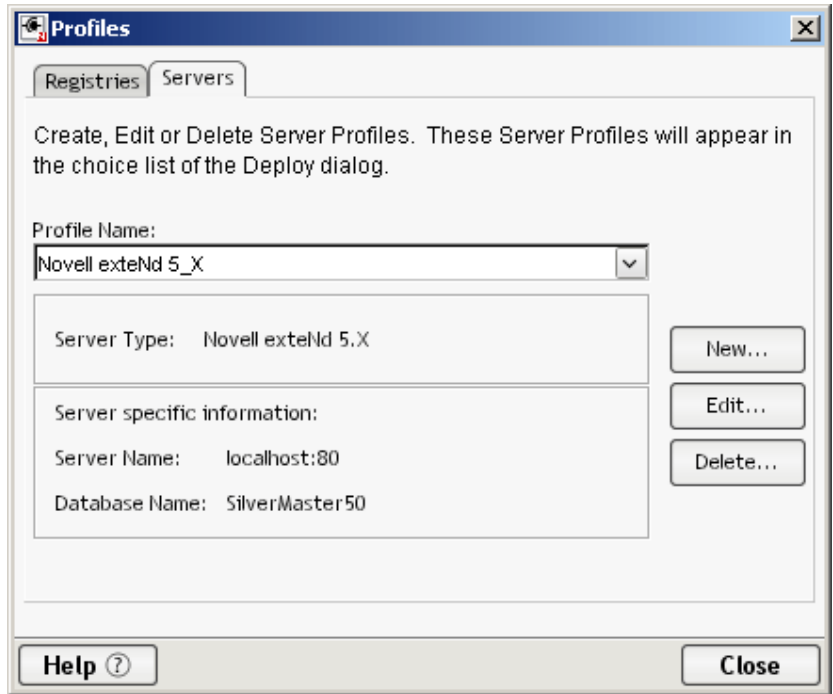 Profiles
Registries Servers
Create, Edit or Delete Server Profiles. These Server Profiles will appear in
the choice list of the Deploy dialog.
Profile Name:
Novell exteNd 5_X
Server Type: Novell exteNd 5.X
New...
Server specific information:
Edit...
Server Name: localhost:80
Delete...
Database Name: SilverMaster50
Help ?
Close